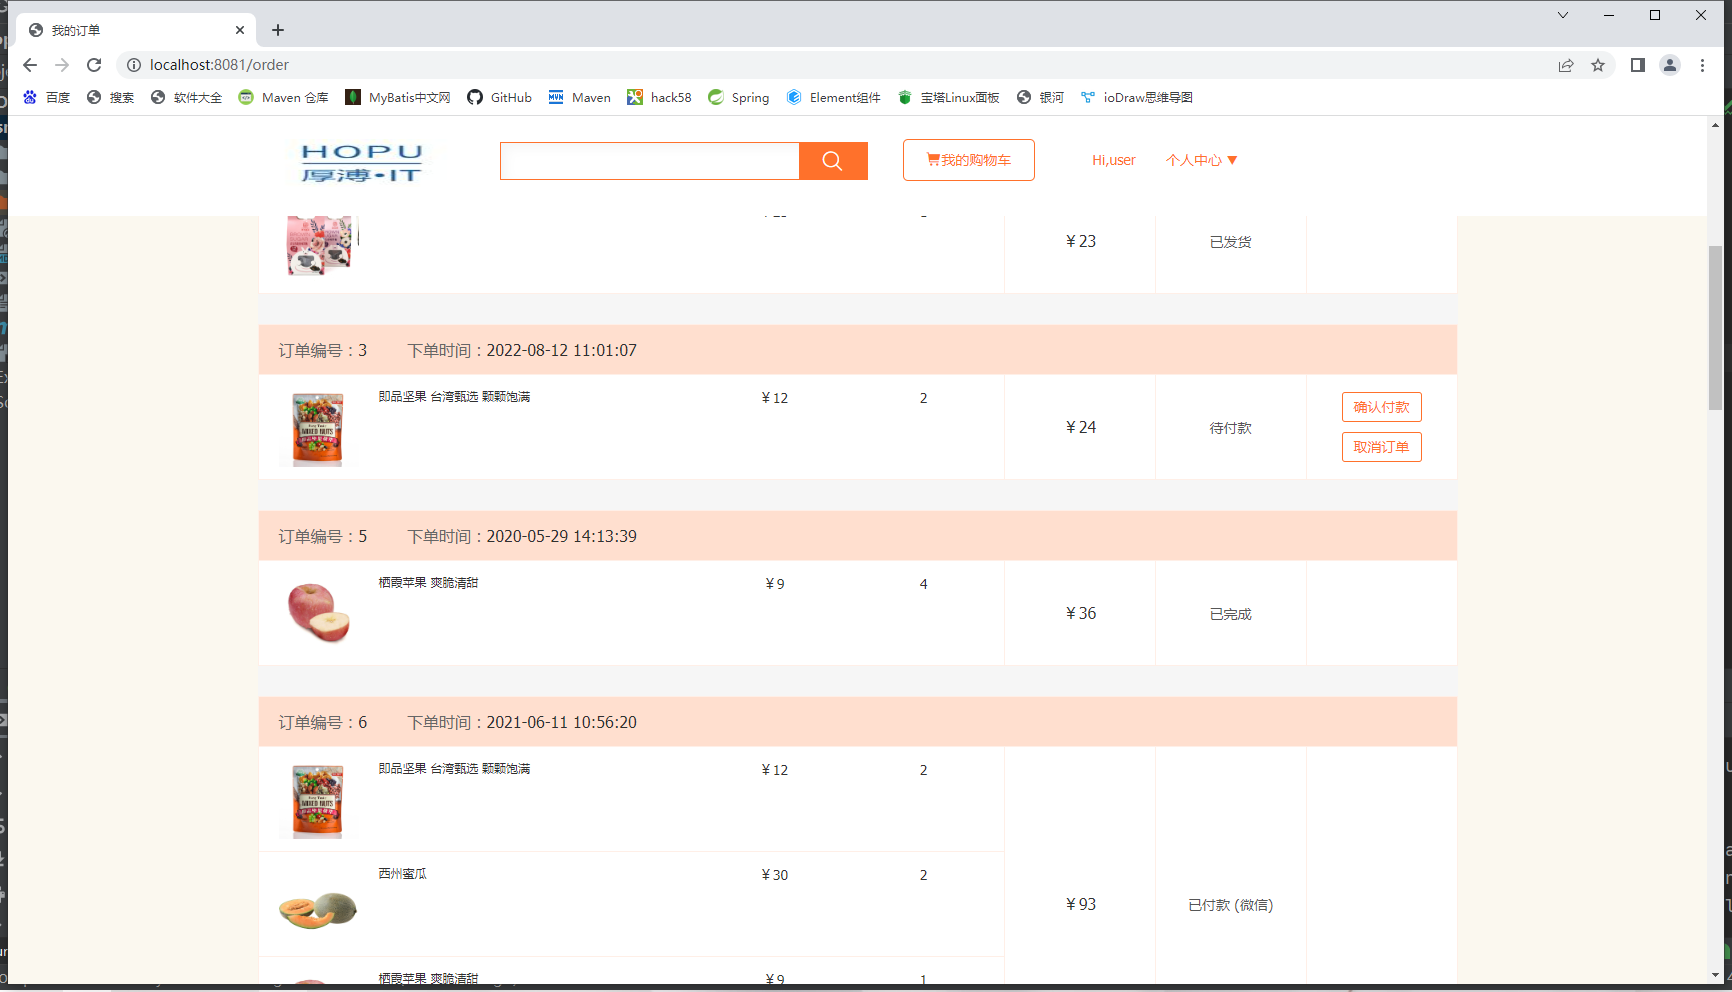 我的订单
localhost:8081/order
百度 搜索 软件大全 Maven 仓库 MyBatis中文网 GitHub Maven hack58 Spring Element组件 宝塔Linux面板 银河 ioDraw思维导图
HOPU
厚溥•IT
我的购物车 Hi,user 个人中心 ▼
￥23 已发货
订单编号：3 下单时间：2022-08-12 11:01:07
即品坚果 台湾甄选 颗颗饱满 ￥12 2
￥24 待付款
确认付款
取消订单
订单编号：5 下单时间：2020-05-29 14:13:39
栖霞苹果 爽脆清甜 ￥9 4
￥36 已完成
订单编号：6 下单时间：2021-06-11 10:56:20
即品坚果 台湾甄选 颗颗饱满 ￥12 2
西州蜜瓜 ￥30 2
￥93 已付款 (微信)
栖霞苹果 爽脆清甜 ￥9 1